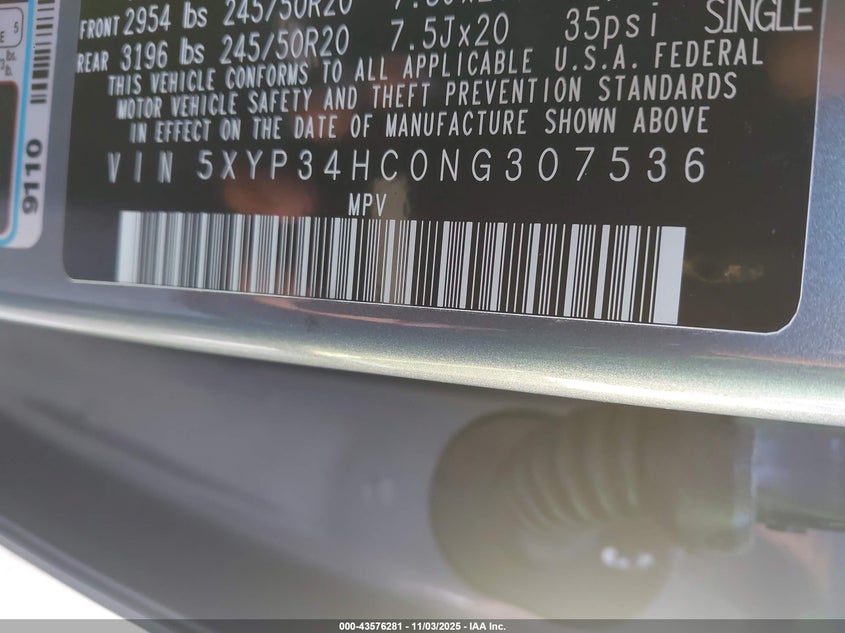 FRONT 2954 lbs 245/50R20 35psi SINGLE
REAR 3196 lbs 245/50R20 7.5Jx20
THIS VEHICLE CONFORMS TO ALL APPLICABLE U.S.A. FEDERAL
MOTOR VEHICLE SAFETY AND THEFT PREVENTION STANDARDS
IN EFFECT ON THE DATE OF MANUFACTURE SHOWN ABOVE
VIN 5XYP34HC0NG307536
MPV
5
E
lb.
9110
000-43576281 - 11/03/2025 - IAA Inc.